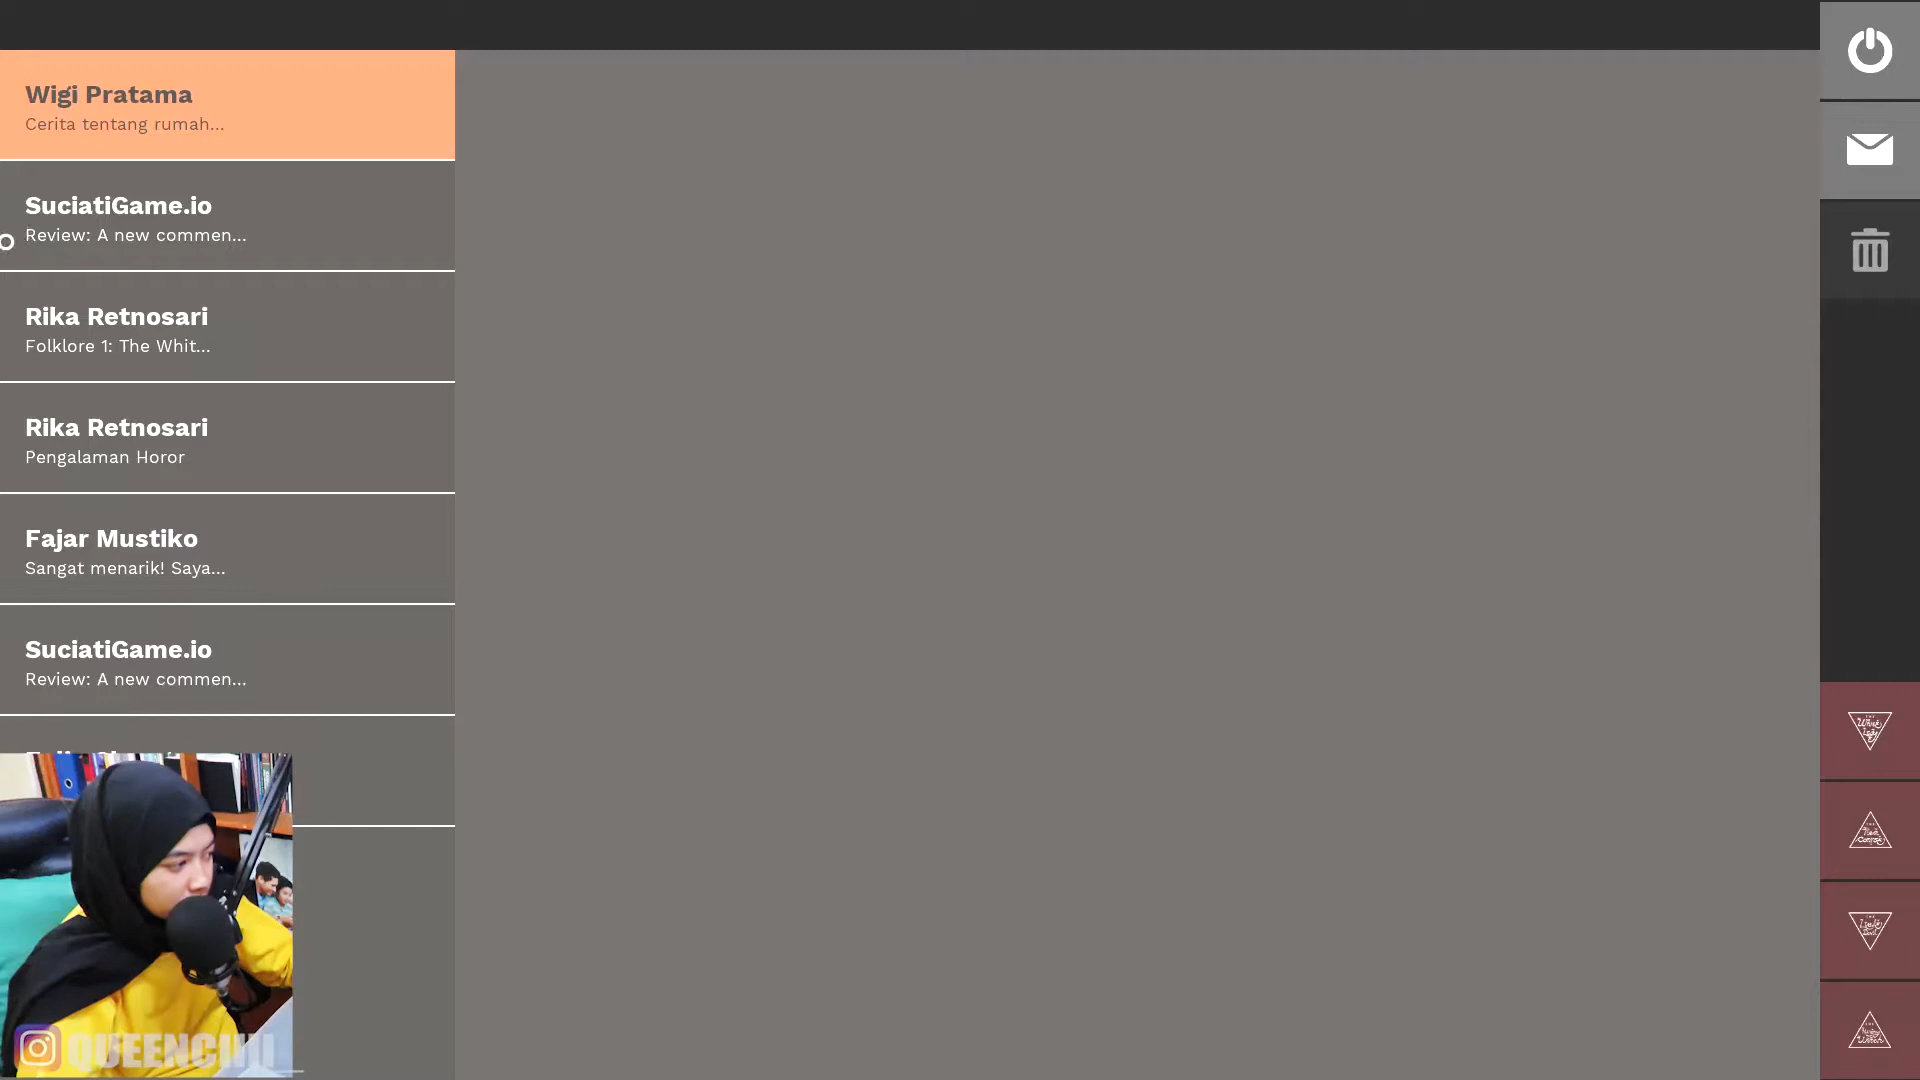 Wigi Pratama
Cerita tentang rumah...
SuciatiGame.io
Review: A new commen...
Rika Retnosari
Folklore 1: The Whit...
Rika Retnosari
Pengalaman Horor
Fajar Mustiko
Sangat menarik! Saya...
SuciatiGame.io
Review: A new commen...